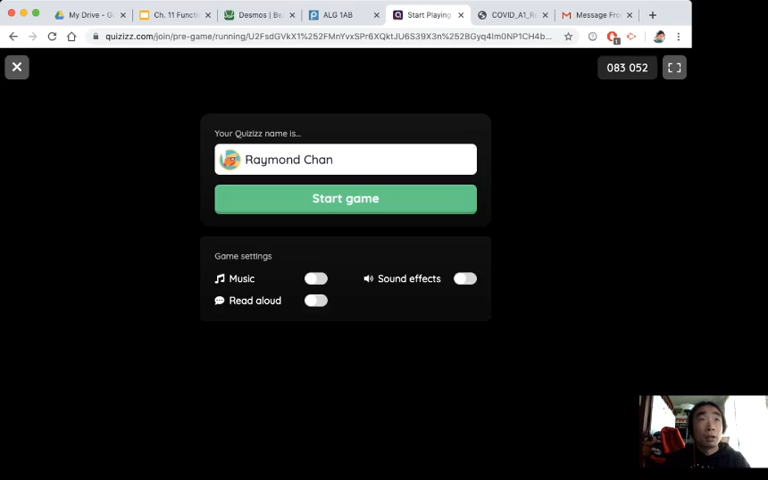 My Drive - G
Ch. 11 Functi
Desmos | Be
ALG 1AB
Start Playing
COVID_A1_R
Message Fro
quizizz.com/join/pre-game/running/U2FsdGVkX1%252FMnYvxSPr6XQktJU6S39X3n%252BGyq4lm0NP1CH4b...
083 052
Your Quizizz name is...
Raymond Chan
Start game
Game settings
Music
Sound effects
Read aloud